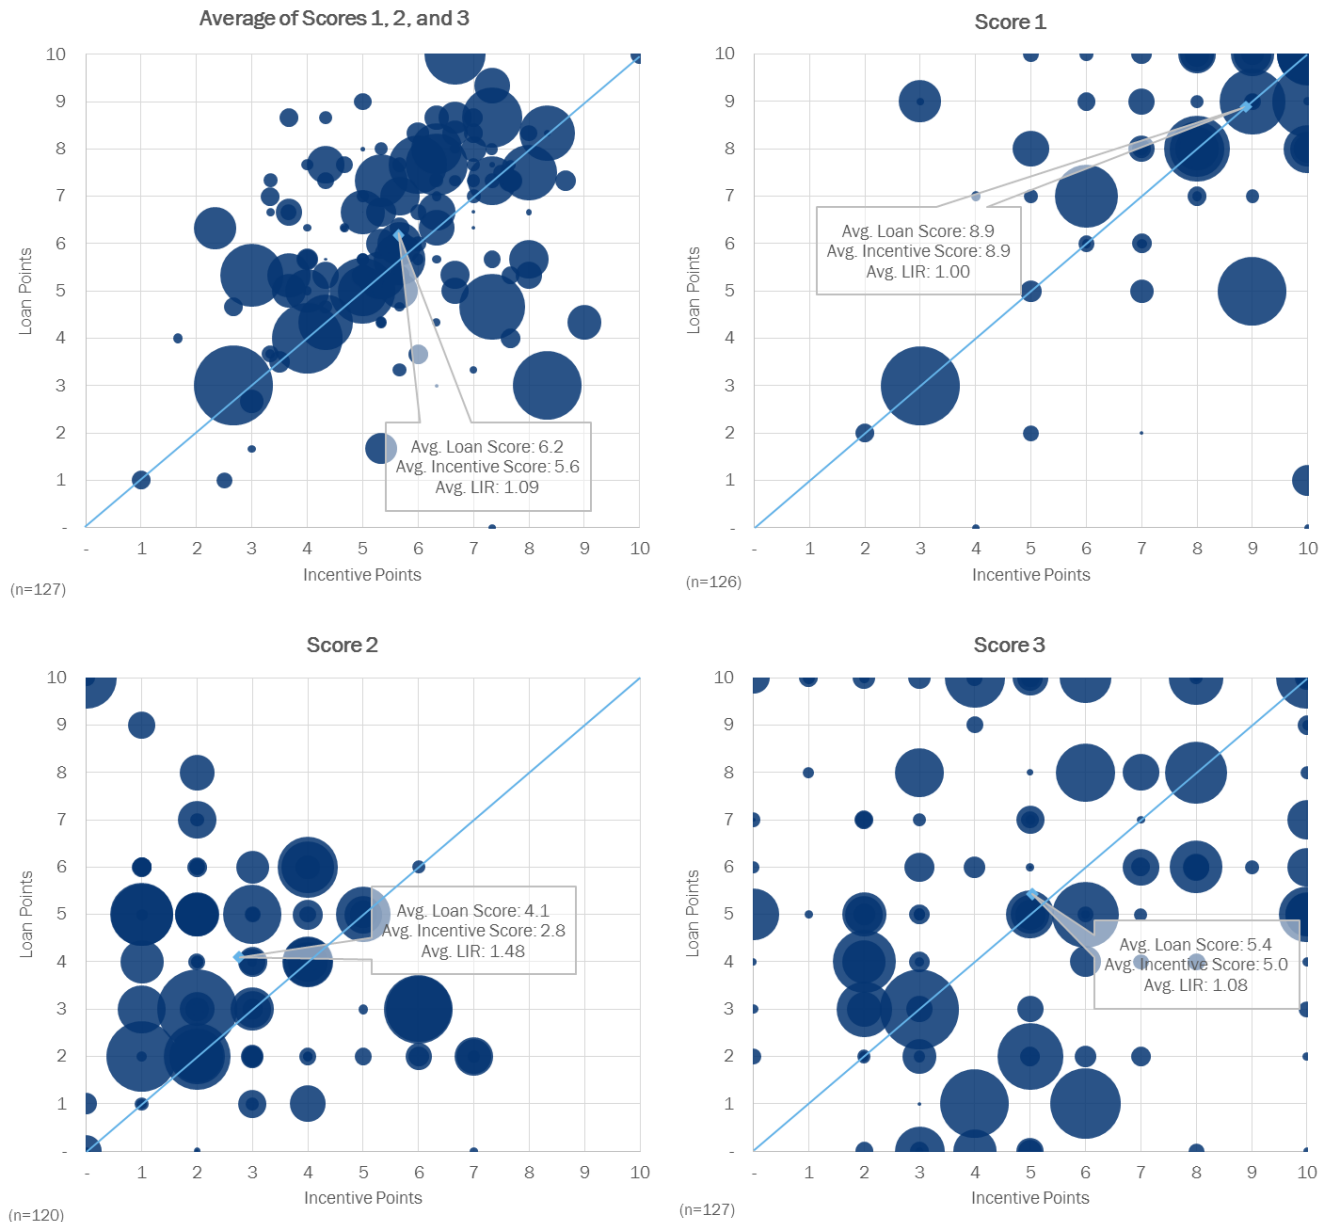 Average of Scores 1, 2, and 3
10
9
8
7
6
5
4
3
2
1
-
Loan Points
- 1 2 3 4 5 6 7 8 9 10
Incentive Points
Avg. Loan Score: 6.2
Avg. Incentive Score: 5.6
Avg. LIR: 1.09
(n=127)
Score 1
10
9
8
7
6
5
4
3
2
1
-
Loan Points
- 1 2 3 4 5 6 7 8 9 10
Incentive Points
Avg. Loan Score: 8.9
Avg. Incentive Score: 8.9
Avg. LIR: 1.00
(n=126)
Score 2
10
9
8
7
6
5
4
3
2
1
-
Loan Points
- 1 2 3 4 5 6 7 8 9 10
Incentive Points
Avg. Loan Score: 4.1
Avg. Incentive Score: 2.8
Avg. LIR: 1.48
(n=120)
Score 3
10
9
8
7
6
5
4
3
2
1
-
Loan Points
- 1 2 3 4 5 6 7 8 9 10
Incentive Points
Avg. Loan Score: 5.4
Avg. Incentive Score: 5.0
Avg. LIR: 1.08
(n=127)